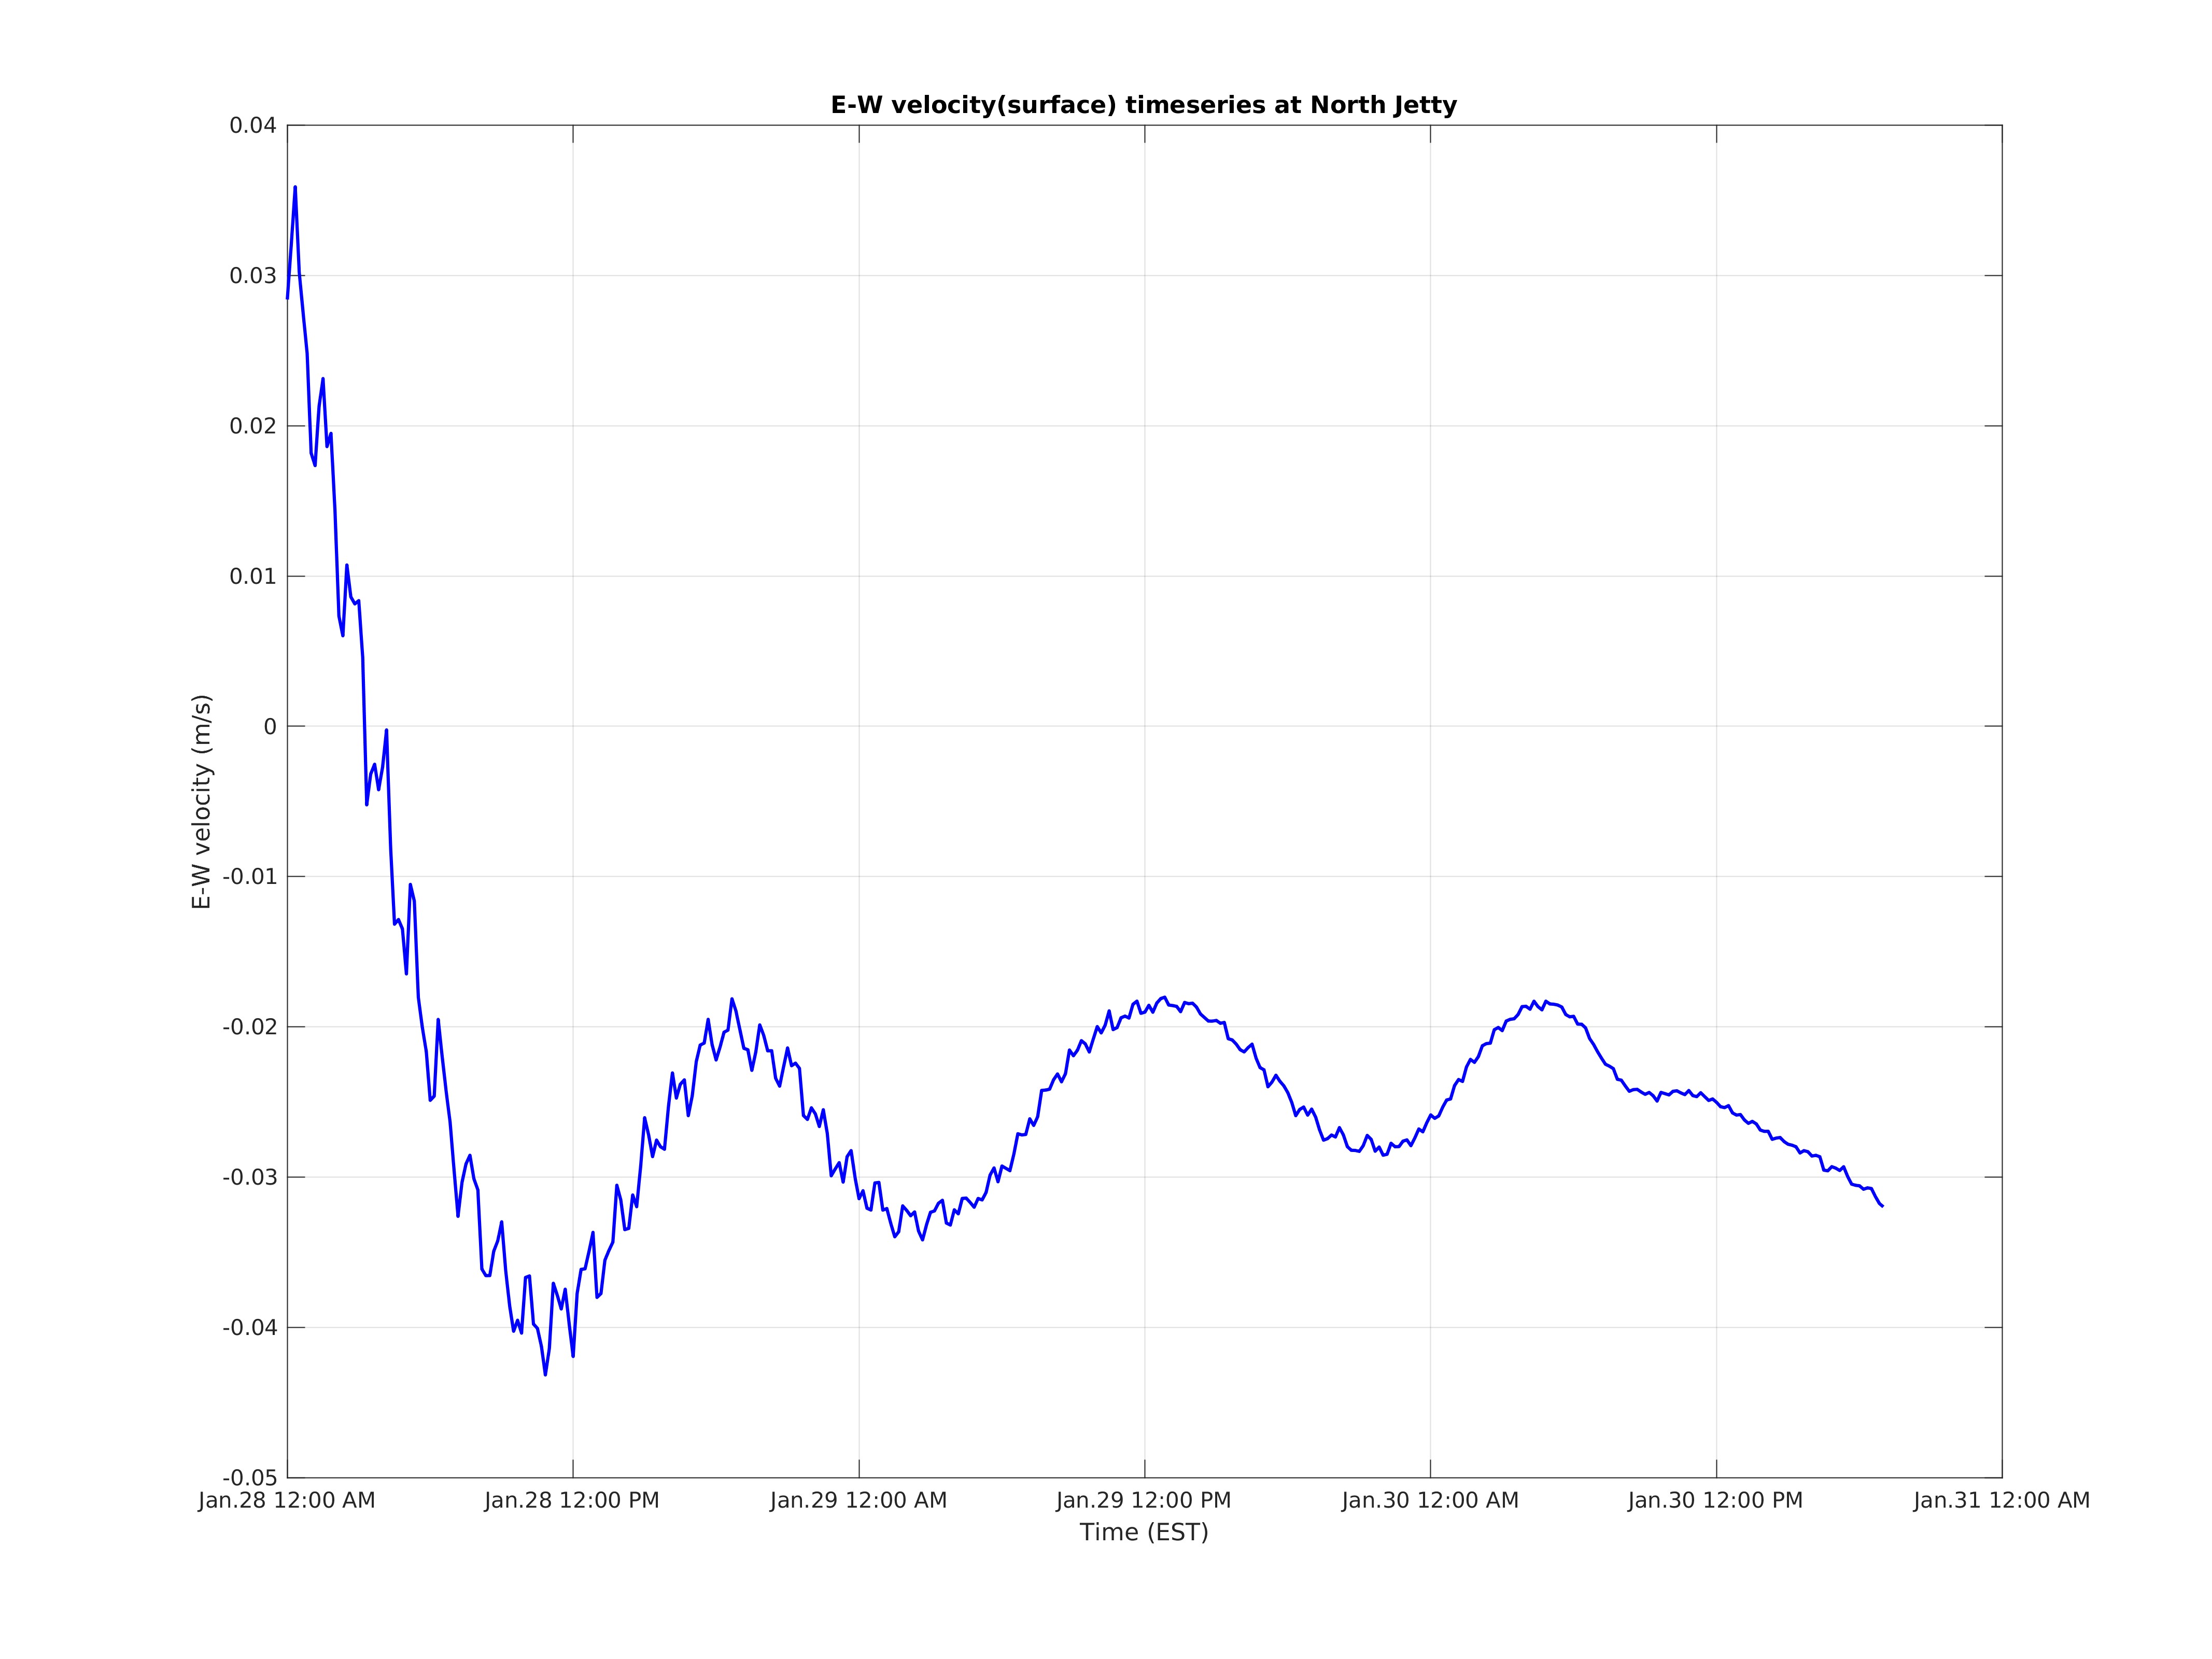 E-W velocity(surface) timeseries at North Jetty
0.04
0.03
0.02
0.01
0
-0.01
-0.02
-0.03
-0.04
-0.05
E-W velocity (m/s)
Jan.28 12:00 AM Jan.28 12:00 PM Jan.29 12:00 AM Jan.29 12:00 PM Jan.30 12:00 AM Jan.30 12:00 PM Jan.31 12:00 AM
Time (EST)